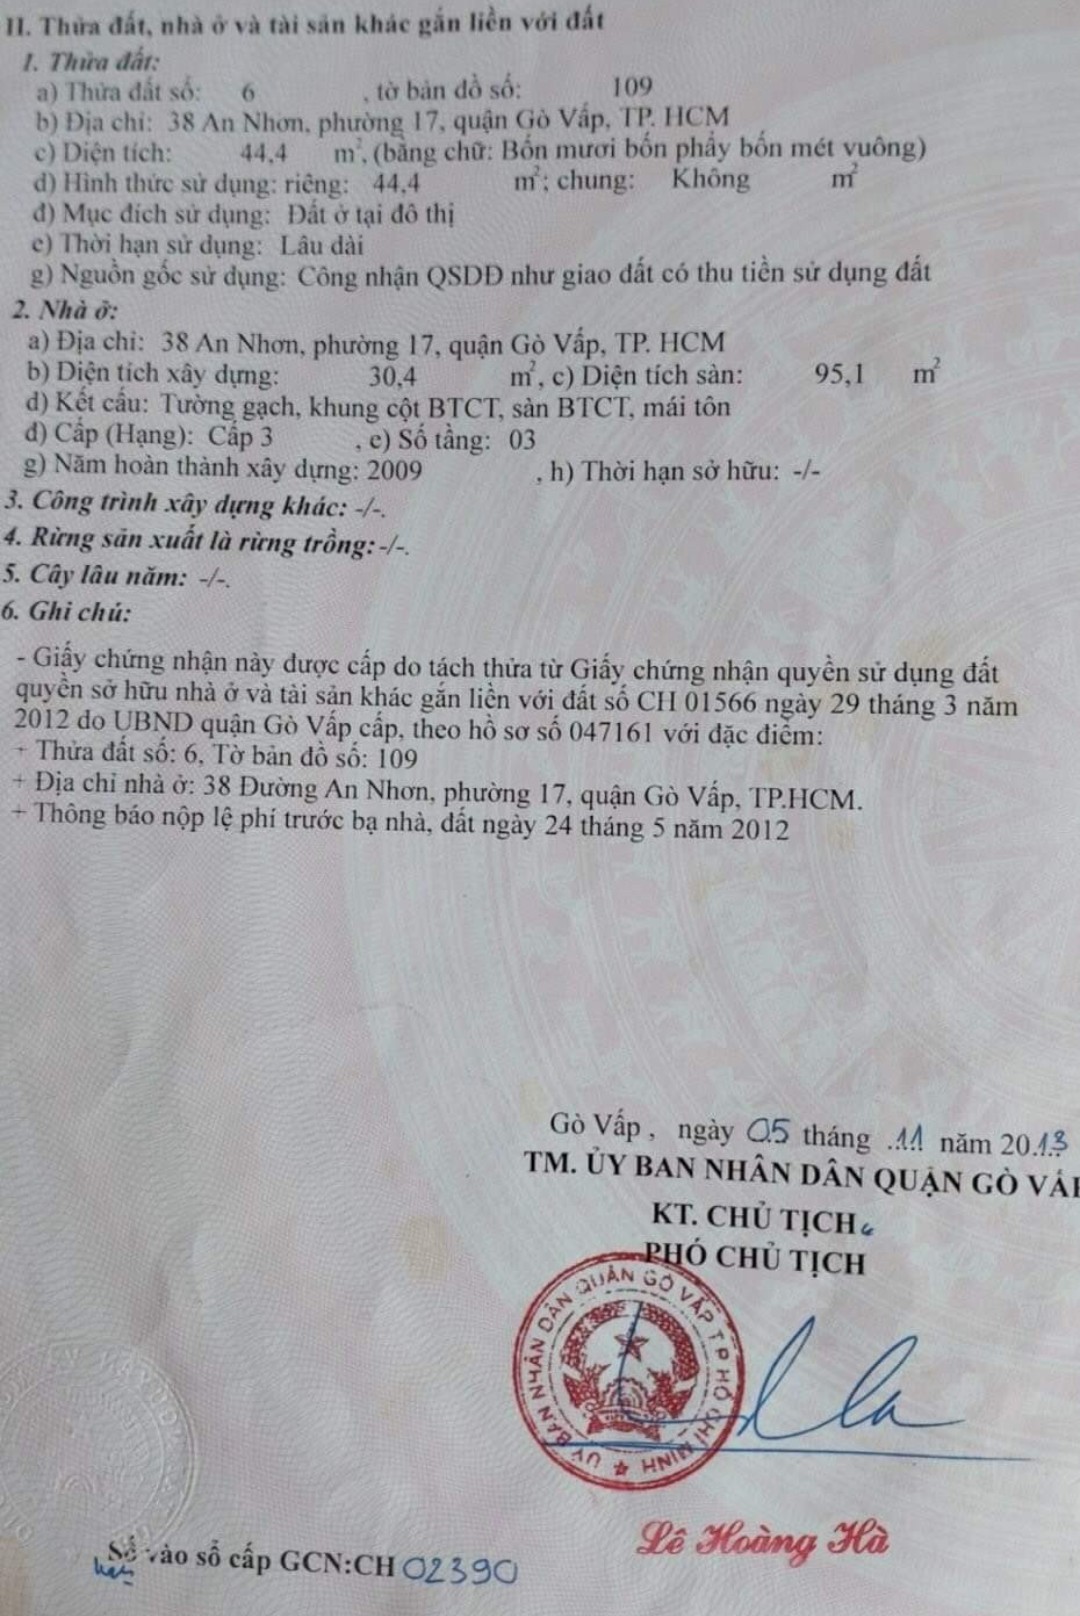 II. Thửa đất, nhà ở và tài sản khác gắn liền với đất
1. Thửa đất:
a) Thửa đất số: 6 , tờ bản đồ số: 109
b) Địa chỉ: 38 An Nhơn, phường 17, quận Gò Vấp, TP. HCM
c) Diện tích: 44,4 m², (bằng chữ: Bốn mươi bốn phẩy bốn mét vuông)
d) Hình thức sử dụng: riêng: 44,4 m²; chung: Không m²
đ) Mục đích sử dụng: Đất ở tại đô thị
e) Thời hạn sử dụng: Lâu dài
g) Nguồn gốc sử dụng: Công nhận QSDĐ như giao đất có thu tiền sử dụng đất
2. Nhà ở:
a) Địa chỉ: 38 An Nhơn, phường 17, quận Gò Vấp, TP. HCM
b) Diện tích xây dựng: 30,4 m², c) Diện tích sàn: 95,1 m²
d) Kết cấu: Tường gạch, khung cột BTCT, sàn BTCT, mái tôn
đ) Cấp (Hạng): Cấp 3 , e) Số tầng: 03
g) Năm hoàn thành xây dựng: 2009 , h) Thời hạn sở hữu: -/-
3. Công trình xây dựng khác: -/-.
4. Rừng sản xuất là rừng trồng: -/-.
5. Cây lâu năm: -/-.
6. Ghi chú:
- Giấy chứng nhận này được cấp do tách thửa từ Giấy chứng nhận quyền sử dụng đất
quyền sở hữu nhà ở và tài sản khác gắn liền với đất số CH 01566 ngày 29 tháng 3 năm
2012 do UBND quận Gò Vấp cấp, theo hồ sơ số 047161 với đặc điểm:
+ Thửa đất số: 6, Tờ bản đồ số: 109
+ Địa chỉ nhà ở: 38 Đường An Nhơn, phường 17, quận Gò Vấp, TP.HCM.
+ Thông báo nộp lệ phí trước bạ nhà, đất ngày 24 tháng 5 năm 2012
Gò Vấp , ngày 05 tháng .11 năm 20.13
TM. ỦY BAN NHÂN DÂN QUẬN GÒ VẤP
KT. CHỦ TỊCH
PHÓ CHỦ TỊCH
ỦY BAN NHÂN DÂN QUẬN GÒ VẤP TP HỒ CHÍ MINH
Lê Hoàng Hà
Số vào sổ cấp GCN:CH 02390